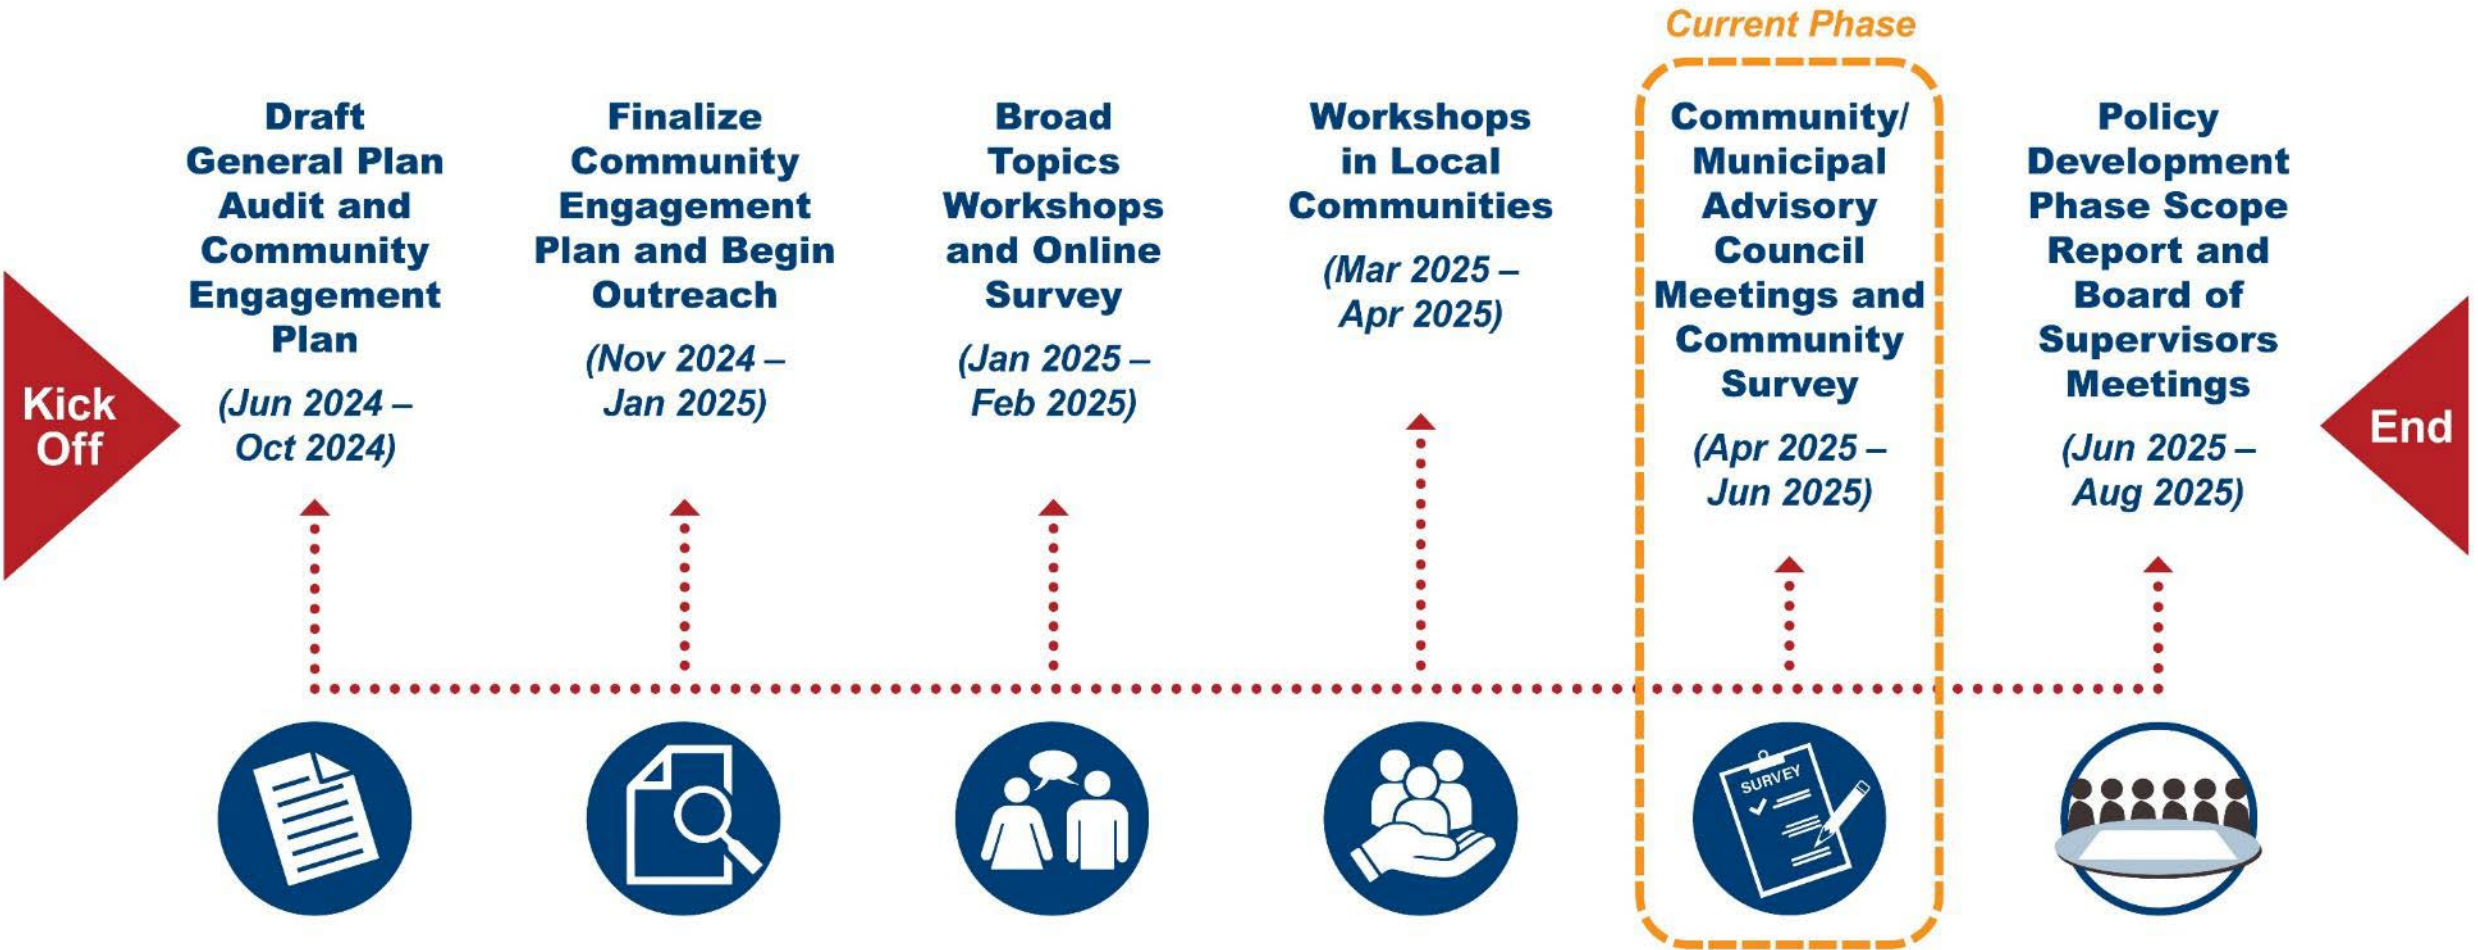 Current Phase
Kick
Off
Draft
General Plan
Audit and
Community
Engagement
Plan
(Jun 2024 –
Oct 2024)
Finalize
Community
Engagement
Plan and Begin
Outreach
(Nov 2024 –
Jan 2025)
Broad
Topics
Workshops
and Online
Survey
(Jan 2025 –
Feb 2025)
Workshops
in Local
Communities
(Mar 2025 –
Apr 2025)
Community/
Municipal
Advisory
Council
Meetings and
Community
Survey
(Apr 2025 –
Jun 2025)
SURVEY
Policy
Development
Phase Scope
Report and
Board of
Supervisors
Meetings
(Jun 2025 –
Aug 2025)
End